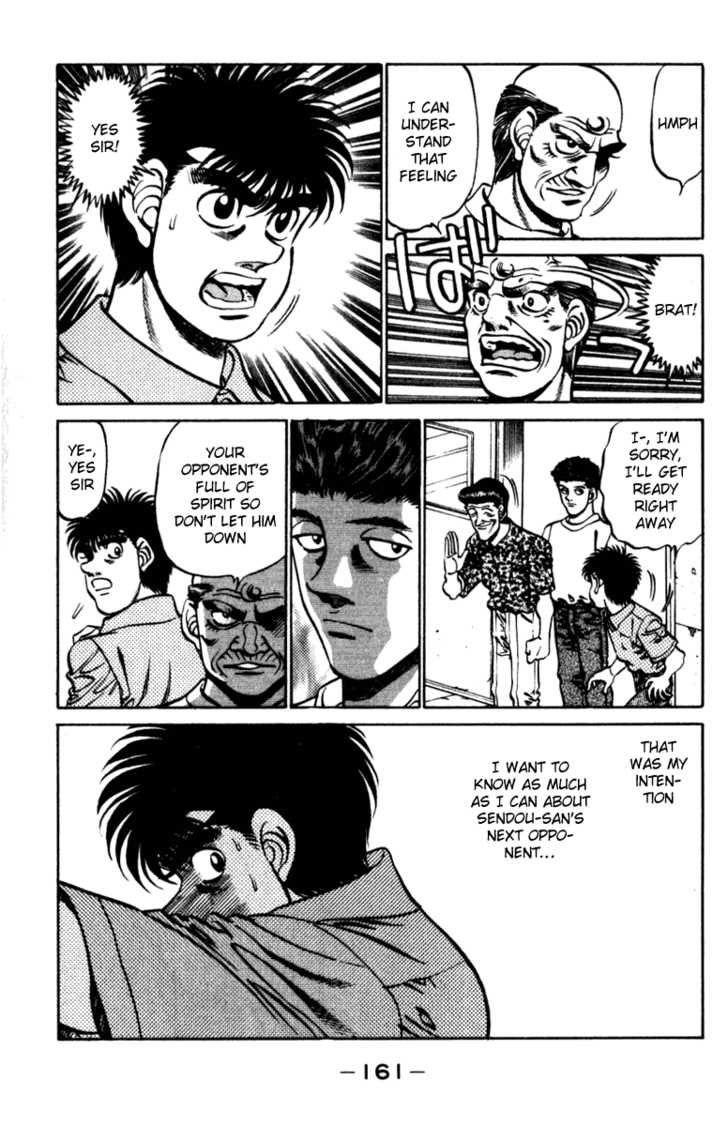 HMPH
I CAN
UNDER-
STAND
THAT
FEELING
ば
っ
BRAT!
YES
SIR!
I-, I'M
SORRY,
I'LL GET
READY
RIGHT
AWAY
YOUR
OPPONENT'S
FULL OF
SPIRIT SO
DON'T LET HIM
DOWN
YE-,
YES
SIR
THAT
WAS MY
INTEN-
TION
I WANT TO
KNOW AS MUCH
AS I CAN ABOUT
SENDOU-SAN'S
NEXT OPPO-
NENT...
-161-